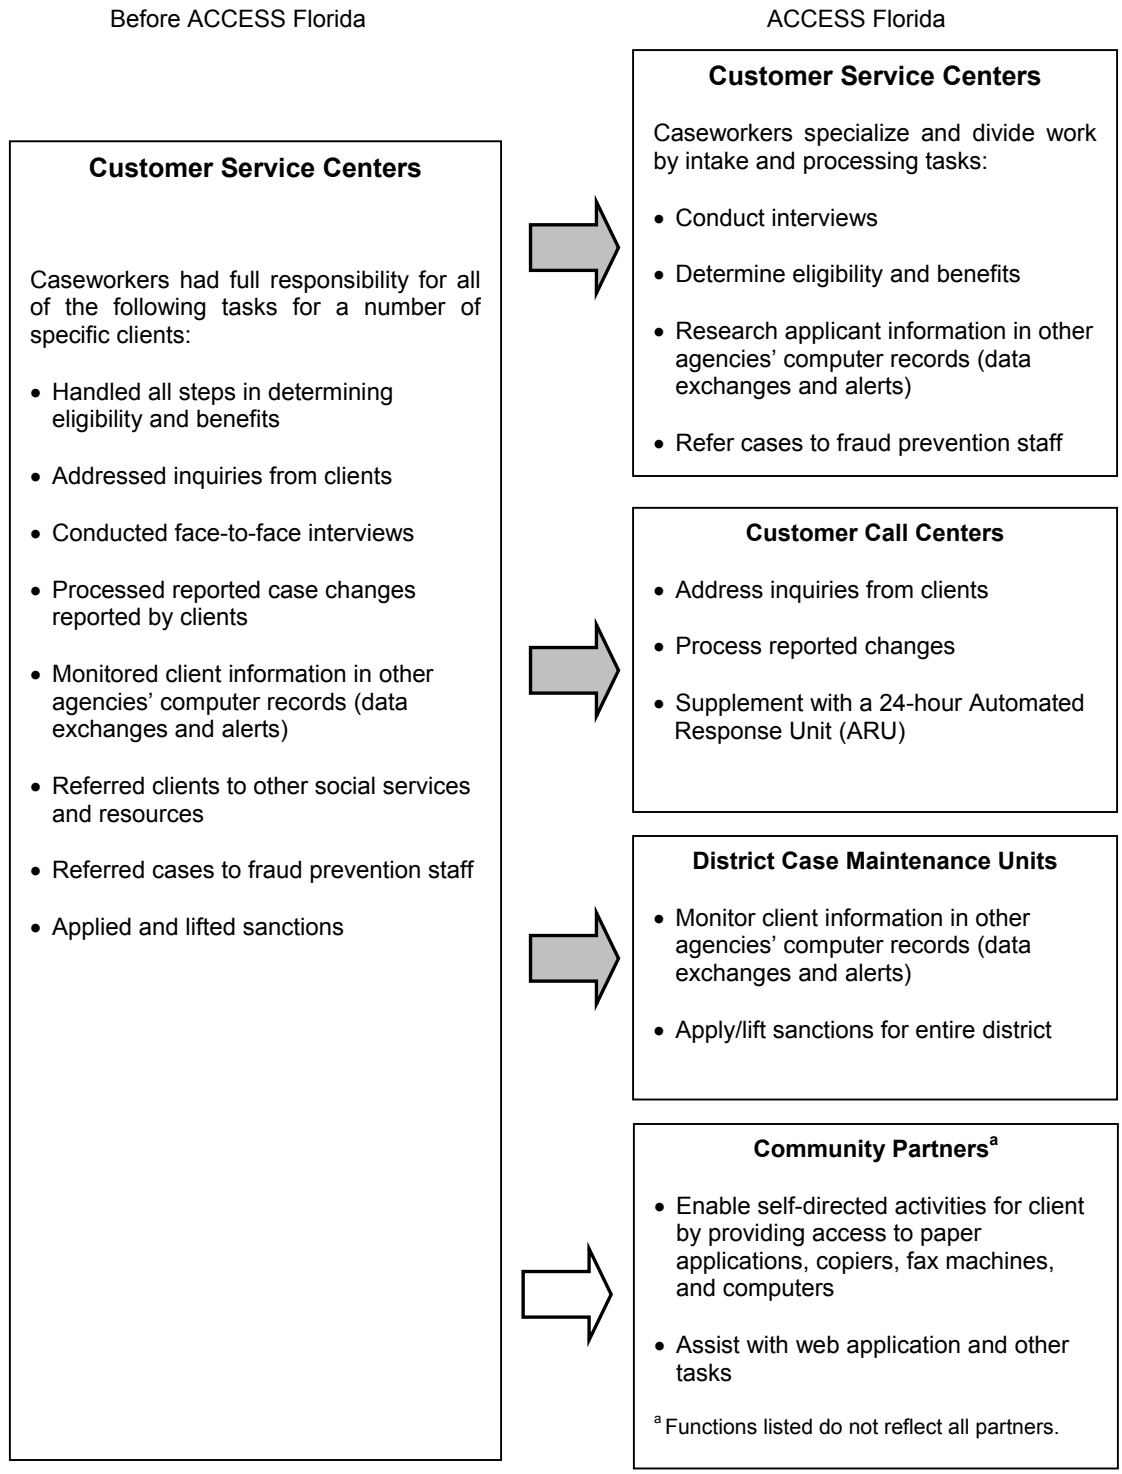 Before ACCESS Florida
ACCESS Florida
Customer Service Centers
Caseworkers had full responsibility for all
of the following tasks for a number of
specific clients:
• Handled all steps in determining
eligibility and benefits
• Addressed inquiries from clients
• Conducted face-to-face interviews
• Processed reported case changes
reported by clients
• Monitored client information in other
agencies’ computer records (data
exchanges and alerts)
• Referred clients to other social services
and resources
• Referred cases to fraud prevention staff
• Applied and lifted sanctions
Customer Service Centers
Caseworkers specialize and divide work
by intake and processing tasks:
• Conduct interviews
• Determine eligibility and benefits
• Research applicant information in other
agencies’ computer records (data
exchanges and alerts)
• Refer cases to fraud prevention staff
Customer Call Centers
• Address inquiries from clients
• Process reported changes
• Supplement with a 24-hour Automated
Response Unit (ARU)
District Case Maintenance Units
• Monitor client information in other
agencies’ computer records (data
exchanges and alerts)
• Apply/lift sanctions for entire district
Community Partners^a
• Enable self-directed activities for client
by providing access to paper
applications, copiers, fax machines,
and computers
• Assist with web application and other
tasks
^a Functions listed do not reflect all partners.